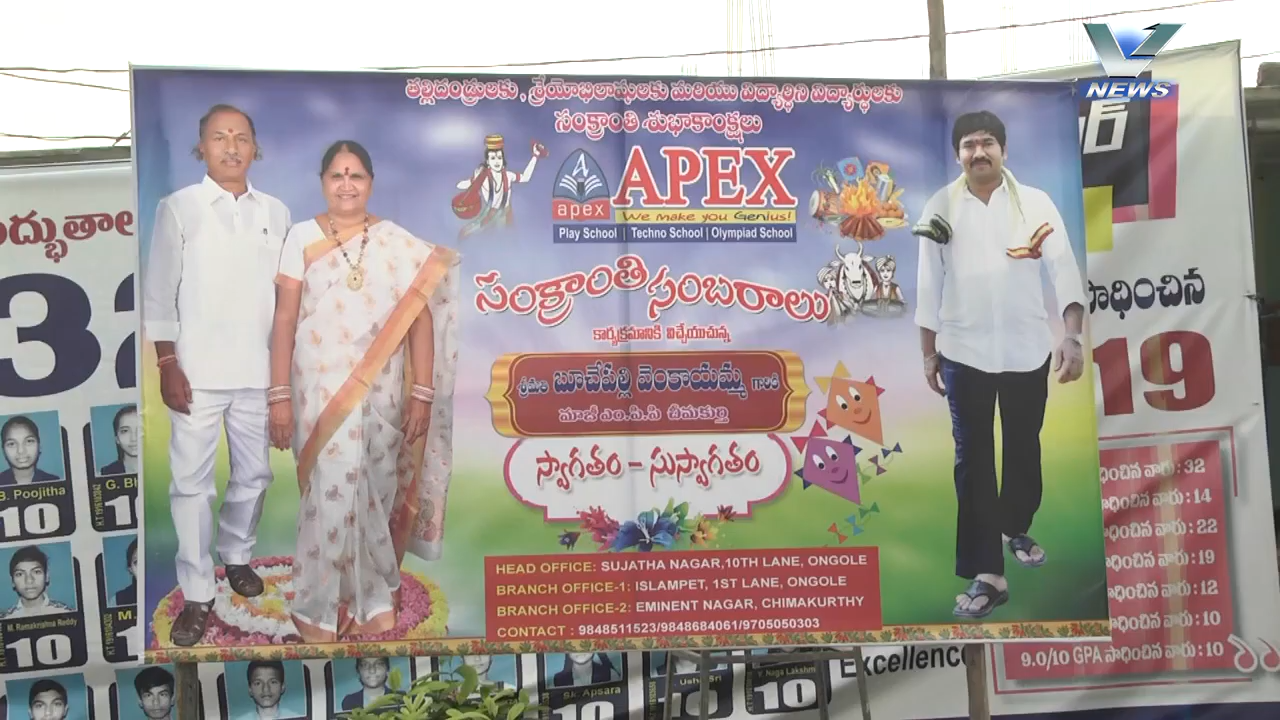 V
NEWS
తల్లిదండ్రులకు, శ్రేయోభిలాషులకు మరియు విద్యార్థిని విద్యార్థులకు
సంక్రాంతి శుభాకాంక్షలు
A
apex
APEX
We make you Genius!
Play School | Techno School | Olympiad School
సంక్రాంతి సంబరాలు
కార్యక్రమానికి విచ్చేయుచున్న
శ్రీమతి బూచేపల్లి వెంకాయమ్మ గారికి
మాజీ ఎం.పి.పి చీమకుర్తి
స్వాగతం – సుస్వాగతం
HEAD OFFICE: SUJATHA NAGAR,10TH LANE, ONGOLE
BRANCH OFFICE-1: ISLAMPET, 1ST LANE, ONGOLE
BRANCH OFFICE-2: EMINENT NAGAR, CHIMAKURTHY
CONTACT : 9848511523/9848684061/9705050303
32
B. Poojitha
10
G. Bh
10
M. Ramakrishna Reddy
10
M.
10
S.K. Apsara
10
Usha Sri
10
V. Naga Lakshmi
10
Excellence
సాధించిన
19
సాధించిన వారు : 32
సాధించిన వారు : 14
సాధించిన వారు : 22
సాధించిన వారు : 19
సాధించిన వారు : 12
సాధించిన వారు : 10
9.0/10 GPA సాధించిన వారు : 10